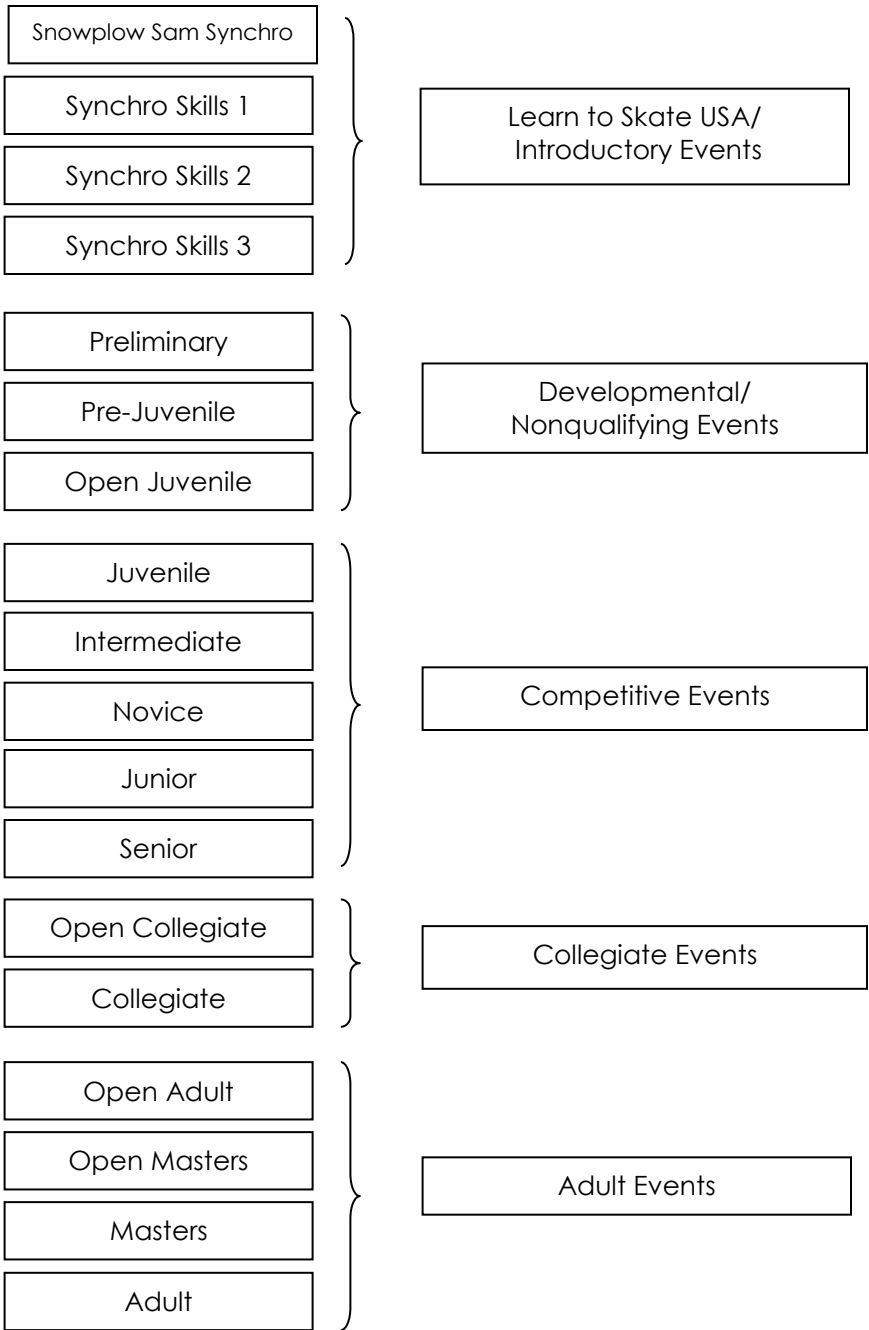 Snowplow Sam Synchro
Synchro Skills 1
Synchro Skills 2
Synchro Skills 3
Learn to Skate USA/
Introductory Events
Preliminary
Pre-Juvenile
Open Juvenile
Developmental/
Nonqualifying Events
Juvenile
Intermediate
Novice
Junior
Senior
Competitive Events
Open Collegiate
Collegiate
Collegiate Events
Open Adult
Open Masters
Masters
Adult
Adult Events